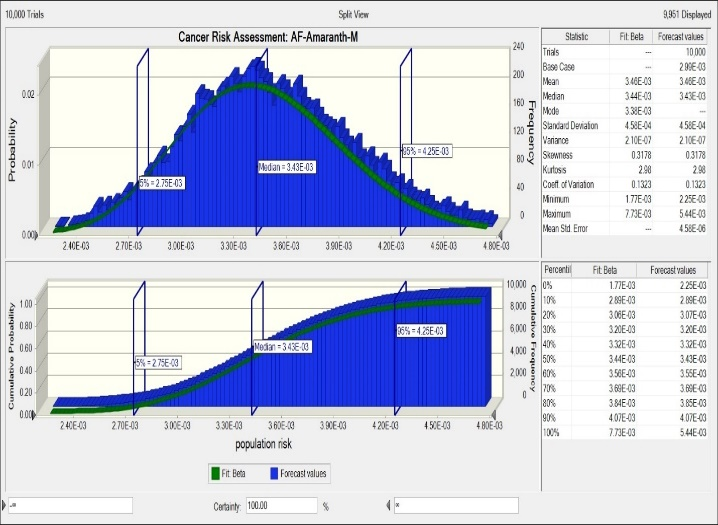 10,000 Trials
Split View
9,951 Displayed
Cancer Risk Assessment: AF-Amaranth-M
Probability
0.02
0.01
0.00
Frequency
240
220
160
120
80
40
0
5% = 2.75E-03
Median = 3.43E-03
95% = 4.25E-03
2.40E-03 2.70E-03 3.00E-03 3.30E-03 3.60E-03 3.90E-03 4.20E-03 4.50E-03 4.80E-03
Statistic Fit: Beta Forecast values
Trials --- 10,000
Base Case --- 2.99E-03
Mean 3.46E-03 3.46E-03
Median 3.44E-03 3.43E-03
Mode 3.38E-03 ---
Standard Deviation 4.58E-04 4.58E-04
Variance 2.10E-07 2.10E-07
Skewness 0.3178 0.3178
Kurtosis 2.98 2.98
Coeff. of Variation 0.1323 0.1323
Minimum 1.77E-03 2.25E-03
Maximum 7.73E-03 5.44E-03
Mean Std. Error --- 4.58E-06
Cumulative Probability
1.00
0.80
0.60
0.40
0.20
0.00
Cumulative Frequency
10,000
8,000
6,000
4,000
2,000
0
5% = 2.75E-03
Median = 3.43E-03
95% = 4.25E-03
2.40E-03 2.70E-03 3.00E-03 3.30E-03 3.60E-03 3.90E-03 4.20E-03 4.50E-03 4.80E-03
population risk
Fit: Beta Forecast values
Percentil Fit: Beta Forecast values
0% 1.77E-03 2.25E-03
10% 2.89E-03 2.89E-03
20% 3.06E-03 3.07E-03
30% 3.20E-03 3.20E-03
40% 3.32E-03 3.32E-03
50% 3.44E-03 3.43E-03
60% 3.56E-03 3.55E-03
70% 3.69E-03 3.69E-03
80% 3.84E-03 3.85E-03
90% 4.07E-03 4.07E-03
100% 7.73E-03 5.44E-03
-∞
Certainty: 100.00 %
∞